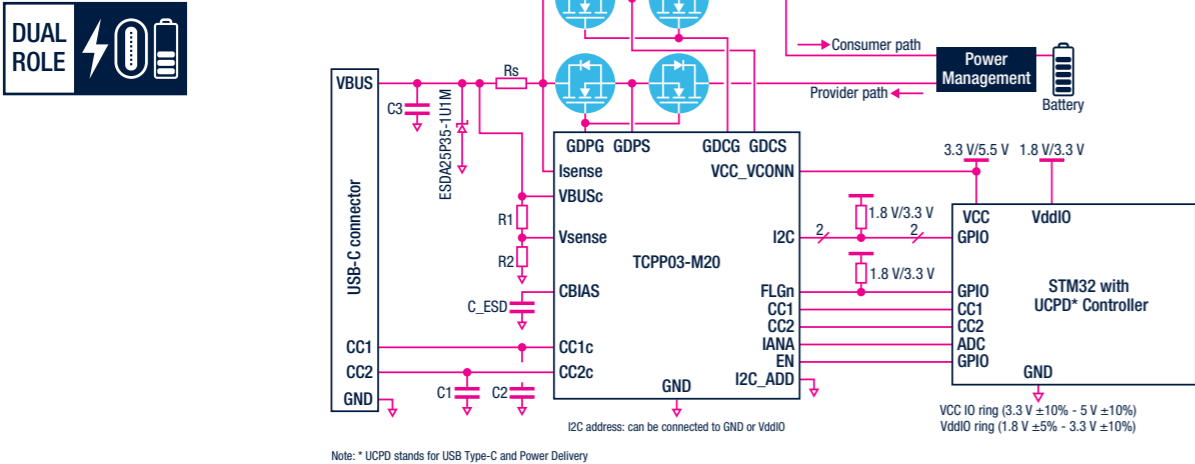 DUAL
ROLE
Consumer path
Power
Management
Provider path
Battery
VBUS
Rs
C3
ESDA25P35-1U1M
GDPG GDPS GDCG GDCS
3.3 V/5.5 V 1.8 V/3.3 V
Isense
VCC_VCONN
VBUSc
R1
1.8 V/3.3 V
VCC VddIO
USB-C connector
Vsense
I2C
2
2
GPIO
R2
TCPP03-M20
1.8 V/3.3 V
STM32 with
UCPD* Controller
CBIAS
FLGn
GPIO
C_ESD
CC1
CC1
CC2
CC2
CC1
CC1c
IANA
ADC
CC2
CC2c
EN
GPIO
C1
C2
GND
I2C_ADD
GND
GND
I2C address: can be connected to GND or VddIO
VCC IO ring (3.3 V ±10% - 5 V ±10%)
VddIO ring (1.8 V ±5% - 3.3 V ±10%)
Note: * UCPD stands for USB Type-C and Power Delivery